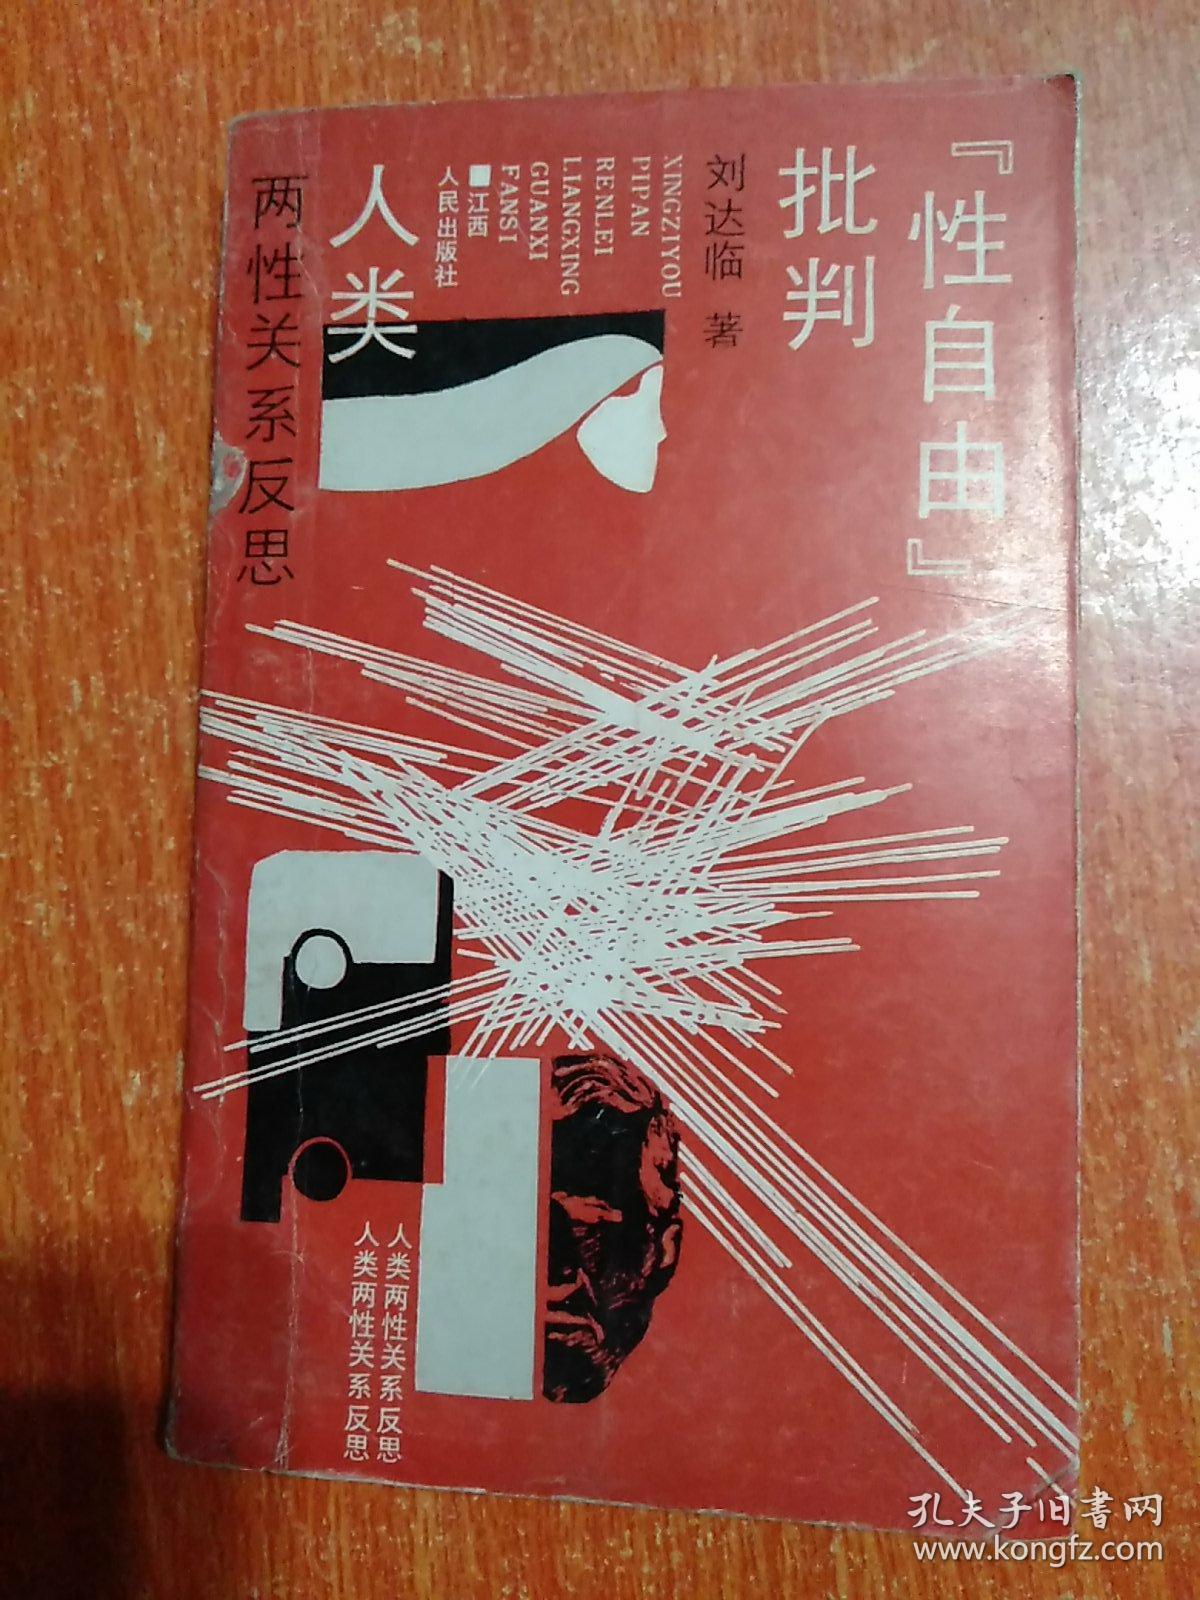 『性自由』
批判
刘达临 著
XINGZIYOU
PIPAN
RENLEI
LIANGXING
GUANXI
FANSI
江西
人民出版社
人类
两性关系反思
人类两性关系反思
人类两性关系反思
孔夫子旧书网
www.kongfz.com